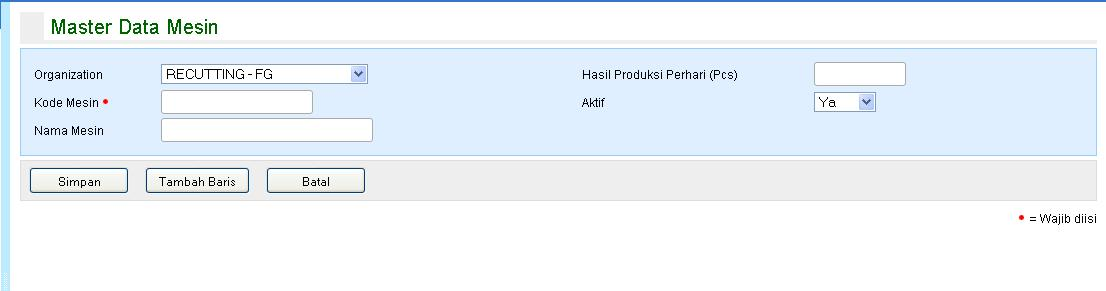 Master Data Mesin
Organization RECUTTING - FG Hasil Produksi Perhari (Pcs)
Kode Mesin • Aktif Ya
Nama Mesin
Simpan Tambah Baris Batal
• = Wajib diisi